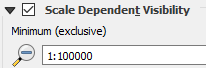 Scale Dependent Visibility
Minimum (exclusive)
1:100000